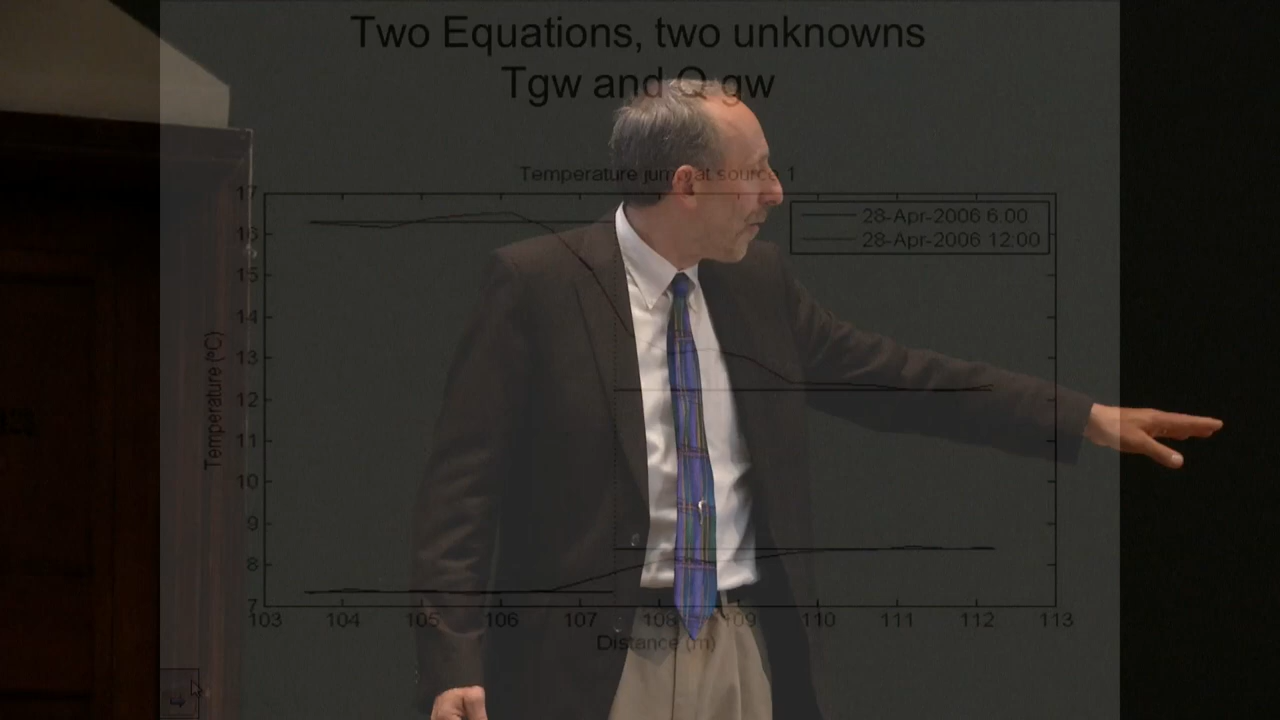 Two Equations, two unknowns
Tgw and Q gw
Temperature jump at source 1
28-Apr-2006 6:00
28-Apr-2006 12:00
Temperature (ºC)
17
16
15
14
13
12
11
10
9
8
7
103 104 105 106 107 108 109 110 111 112 113
Distance (m)